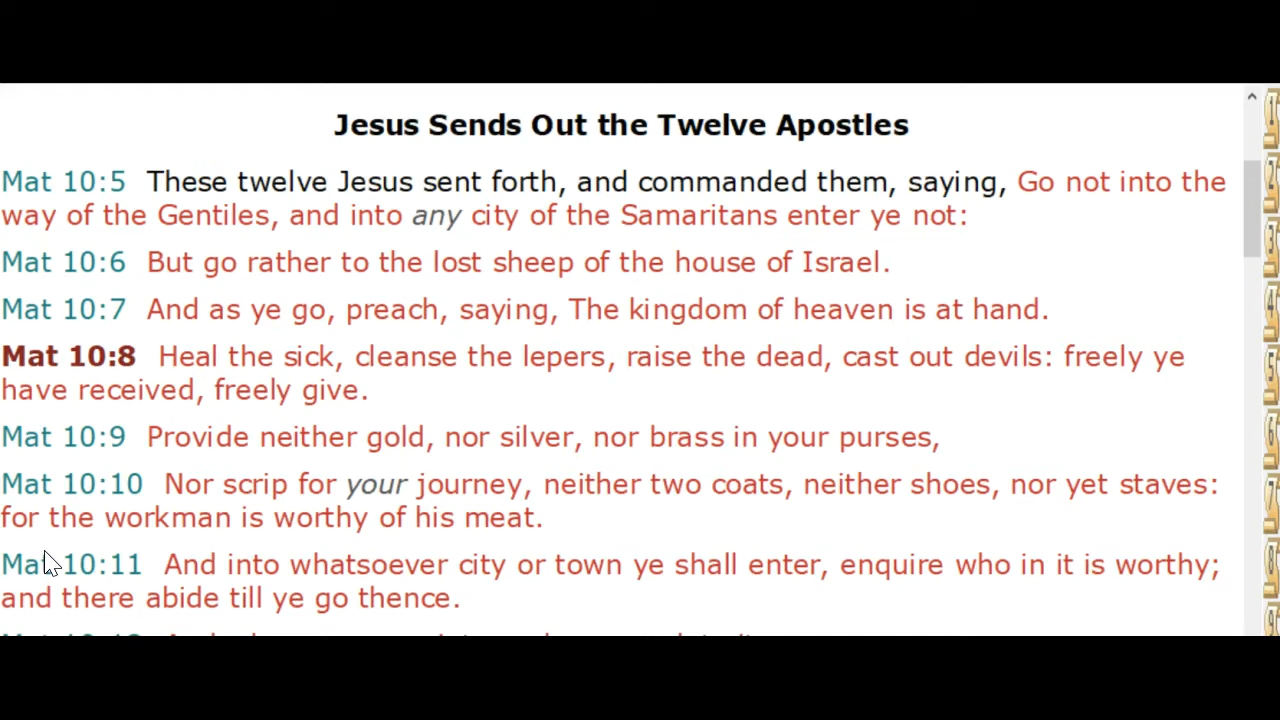 Jesus Sends Out the Twelve Apostles
Mat 10:5 These twelve Jesus sent forth, and commanded them, saying, Go not into the
way of the Gentiles, and into any city of the Samaritans enter ye not:
Mat 10:6 But go rather to the lost sheep of the house of Israel.
Mat 10:7 And as ye go, preach, saying, The kingdom of heaven is at hand.
Mat 10:8 Heal the sick, cleanse the lepers, raise the dead, cast out devils: freely ye
have received, freely give.
Mat 10:9 Provide neither gold, nor silver, nor brass in your purses,
Mat 10:10 Nor scrip for your journey, neither two coats, neither shoes, nor yet staves:
for the workman is worthy of his meat.
Mat 10:11 And into whatsoever city or town ye shall enter, enquire who in it is worthy;
and there abide till ye go thence.